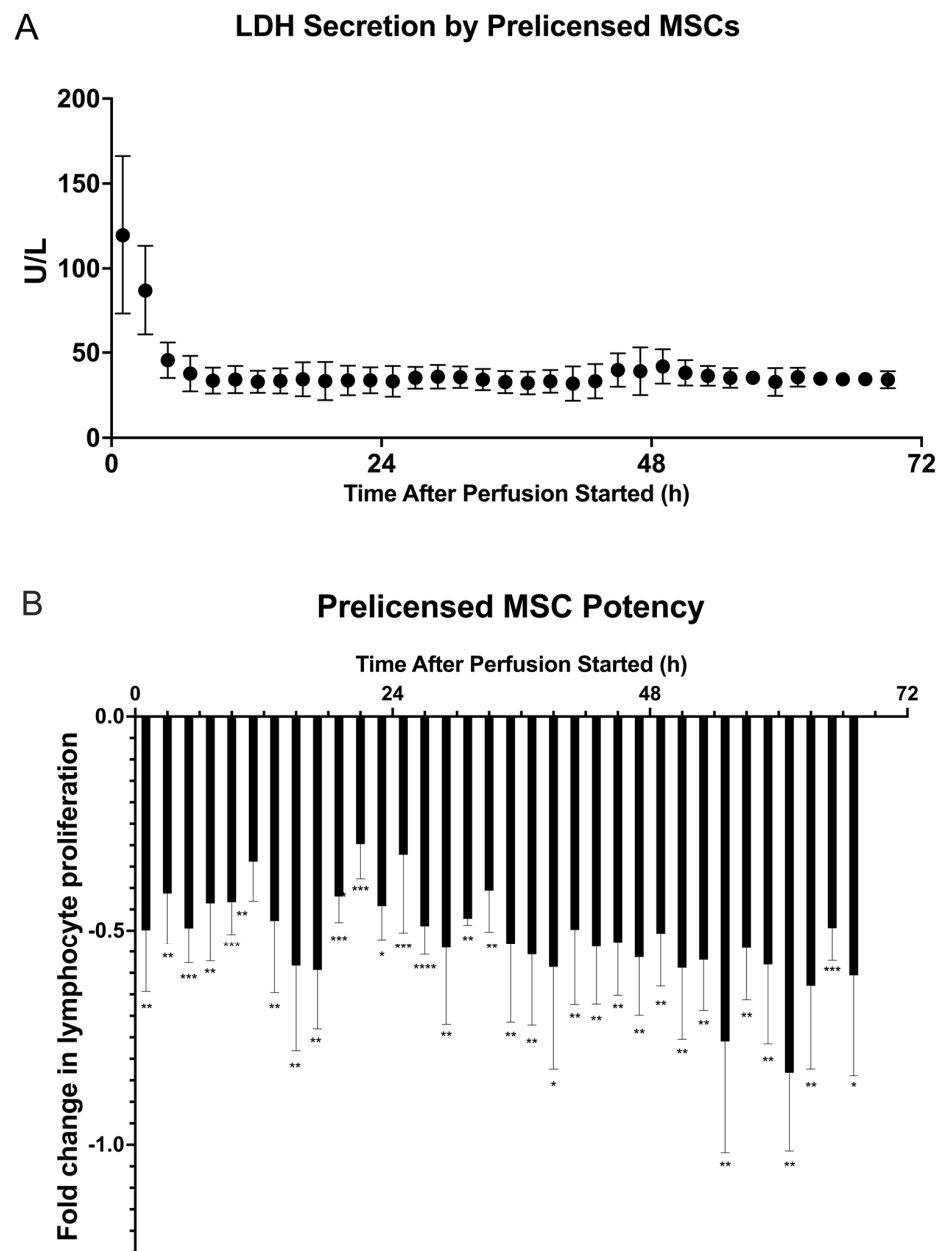 A
LDH Secretion by Prelicensed MSCs
200
150
100
50
0
U/L
0 24 48 72
Time After Perfusion Started (h)
B
Prelicensed MSC Potency
Time After Perfusion Started (h)
0 24 48 72
0.0
-0.5
-1.0
Fold change in lymphocyte proliferation
** ** *** ** *** ** ** ** ** *** *** * *** **** ** ** ** ** ** * ** ** ** ** ** ** ** ** ** ** ** ** *** *